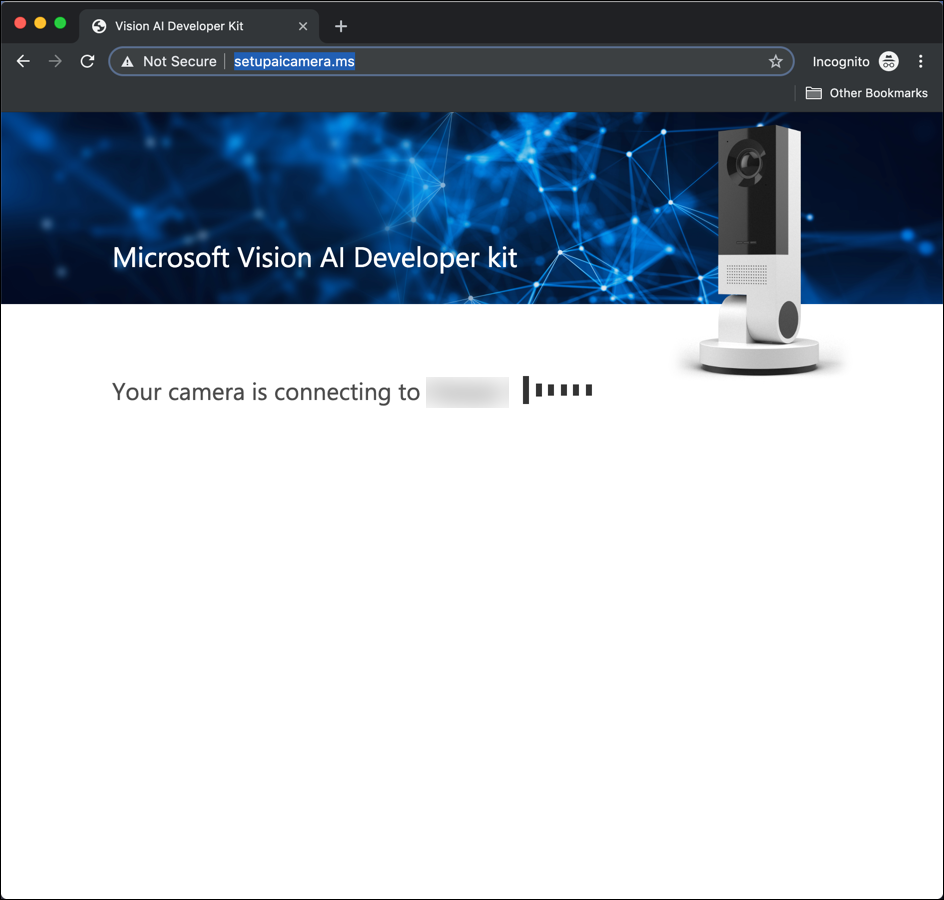 Vision AI Developer Kit
Not Secure | setupaicamera.ms
Incognito
Other Bookmarks
Microsoft Vision AI Developer kit
Your camera is connecting to